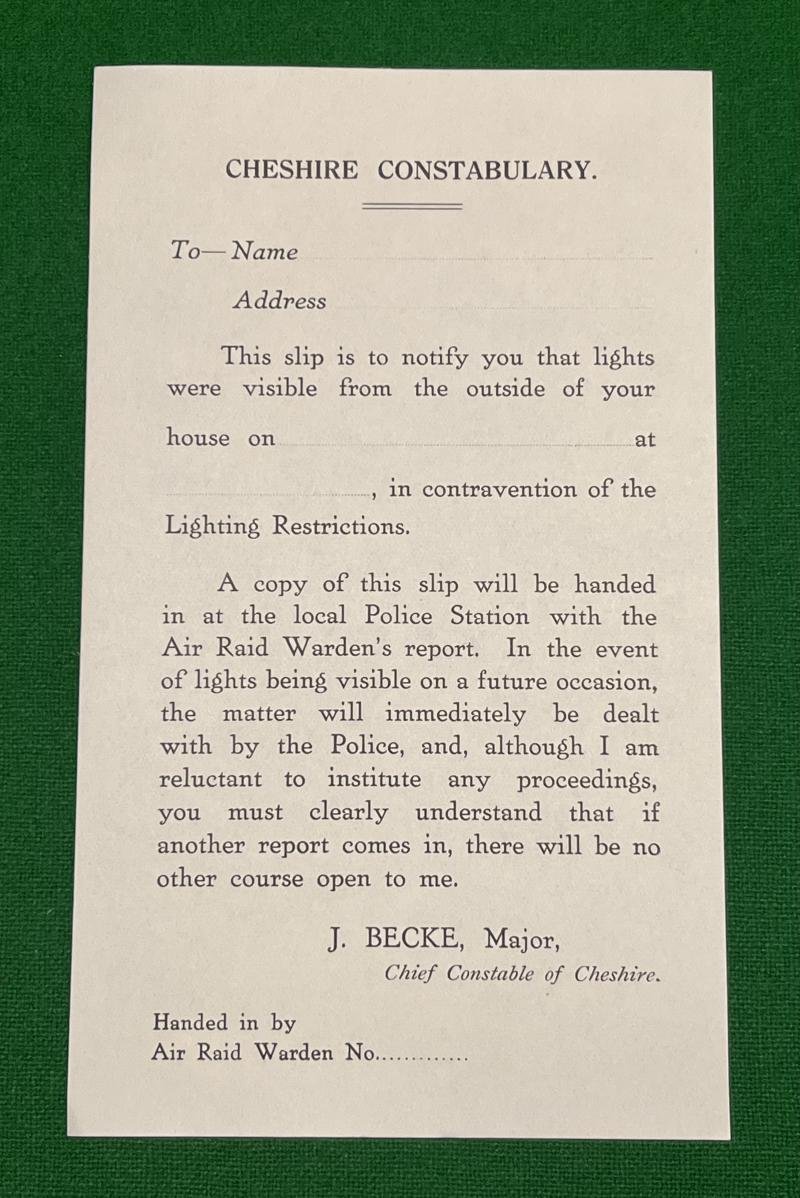 CHESHIRE CONSTABULARY.
To— Name
Address
This slip is to notify you that lights
were visible from the outside of your
house on at
, in contravention of the
Lighting Restrictions.
A copy of this slip will be handed
in at the local Police Station with the
Air Raid Warden's report. In the event
of lights being visible on a future occasion,
the matter will immediately be dealt
with by the Police, and, although I am
reluctant to institute any proceedings,
you must clearly understand that if
another report comes in, there will be no
other course open to me.
J. BECKE, Major,
Chief Constable of Cheshire.
Handed in by
Air Raid Warden No.............